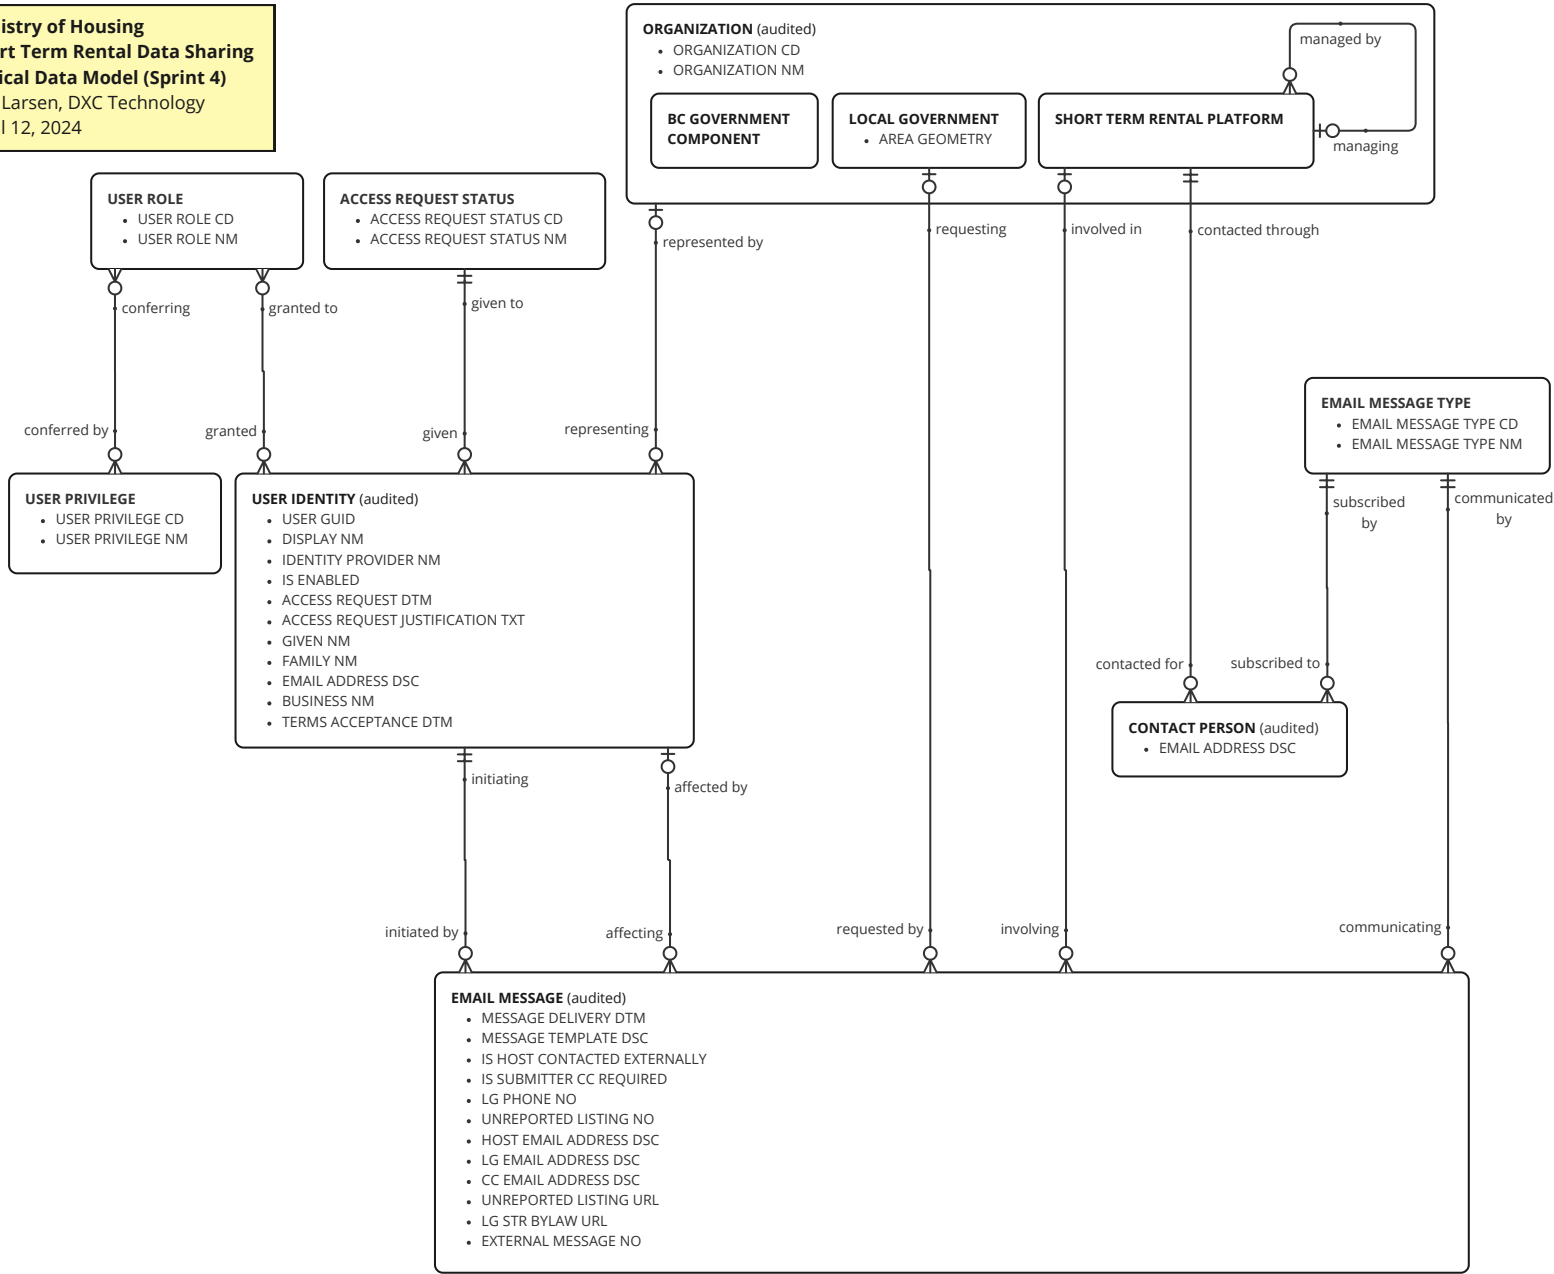 istry of Housing
rt Term Rental Data Sharing
ical Data Model (Sprint 4)
Larsen, DXC Technology
l 12, 2024
ORGANIZATION (audited)
• ORGANIZATION CD
• ORGANIZATION NM
managed by
managing
BC GOVERNMENT
COMPONENT
LOCAL GOVERNMENT
• AREA GEOMETRY
SHORT TERM RENTAL PLATFORM
USER ROLE
• USER ROLE CD
• USER ROLE NM
ACCESS REQUEST STATUS
• ACCESS REQUEST STATUS CD
• ACCESS REQUEST STATUS NM
represented by
requesting
involved in
contacted through
conferring
granted to
given to
conferred by
granted
given
representing
EMAIL MESSAGE TYPE
• EMAIL MESSAGE TYPE CD
• EMAIL MESSAGE TYPE NM
subscribed
by
communicated
by
USER PRIVILEGE
• USER PRIVILEGE CD
• USER PRIVILEGE NM
USER IDENTITY (audited)
• USER GUID
• DISPLAY NM
• IDENTITY PROVIDER NM
• IS ENABLED
• ACCESS REQUEST DTM
• ACCESS REQUEST JUSTIFICATION TXT
• GIVEN NM
• FAMILY NM
• EMAIL ADDRESS DSC
• BUSINESS NM
• TERMS ACCEPTANCE DTM
contacted for
subscribed to
CONTACT PERSON (audited)
• EMAIL ADDRESS DSC
initiating
affected by
initiated by
affecting
requested by
involving
communicating
EMAIL MESSAGE (audited)
• MESSAGE DELIVERY DTM
• MESSAGE TEMPLATE DSC
• IS HOST CONTACTED EXTERNALLY
• IS SUBMITTER CC REQUIRED
• LG PHONE NO
• UNREPORTED LISTING NO
• HOST EMAIL ADDRESS DSC
• LG EMAIL ADDRESS DSC
• CC EMAIL ADDRESS DSC
• UNREPORTED LISTING URL
• LG STR BYLAW URL
• EXTERNAL MESSAGE NO